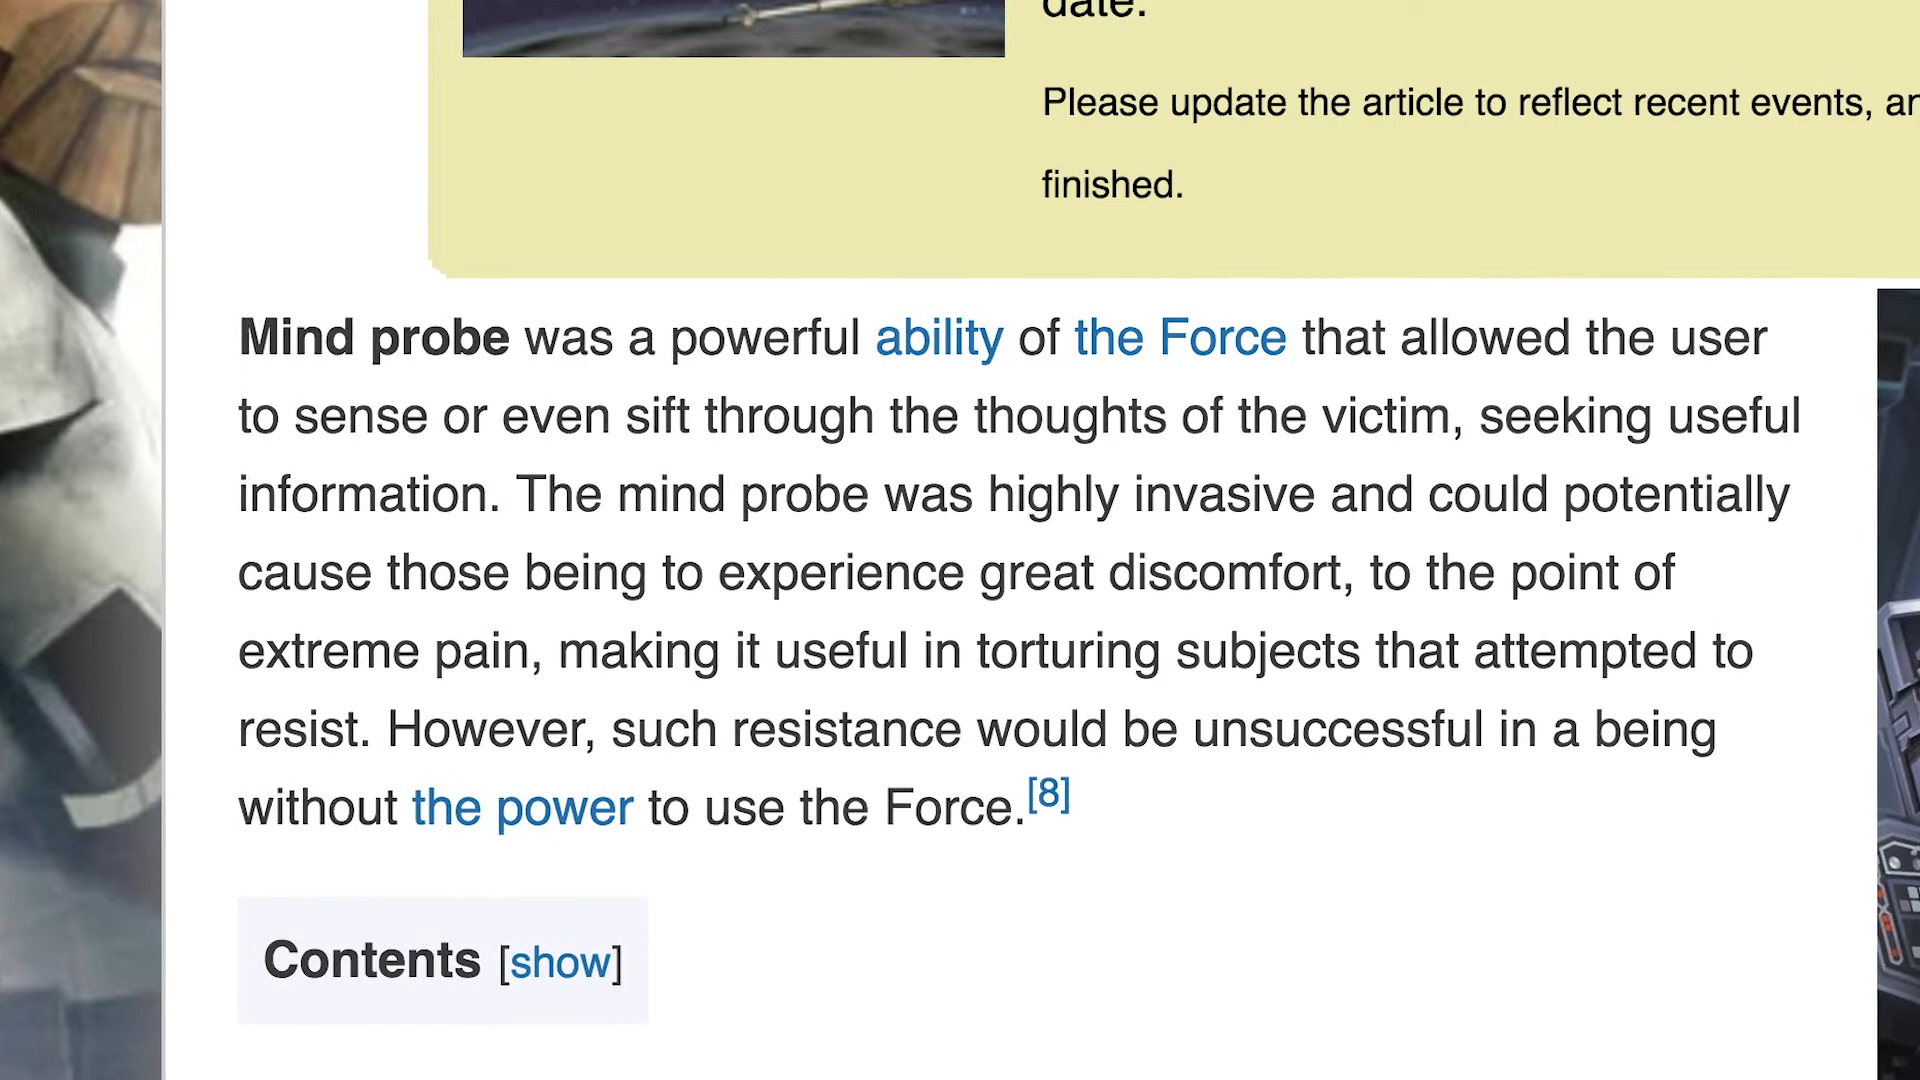 date.
Please update the article to reflect recent events, an
finished.
Mind probe was a powerful ability of the Force that allowed the user
to sense or even sift through the thoughts of the victim, seeking useful
information. The mind probe was highly invasive and could potentially
cause those being to experience great discomfort, to the point of
extreme pain, making it useful in torturing subjects that attempted to
resist. However, such resistance would be unsuccessful in a being
without the power to use the Force.[8]
Contents [show]